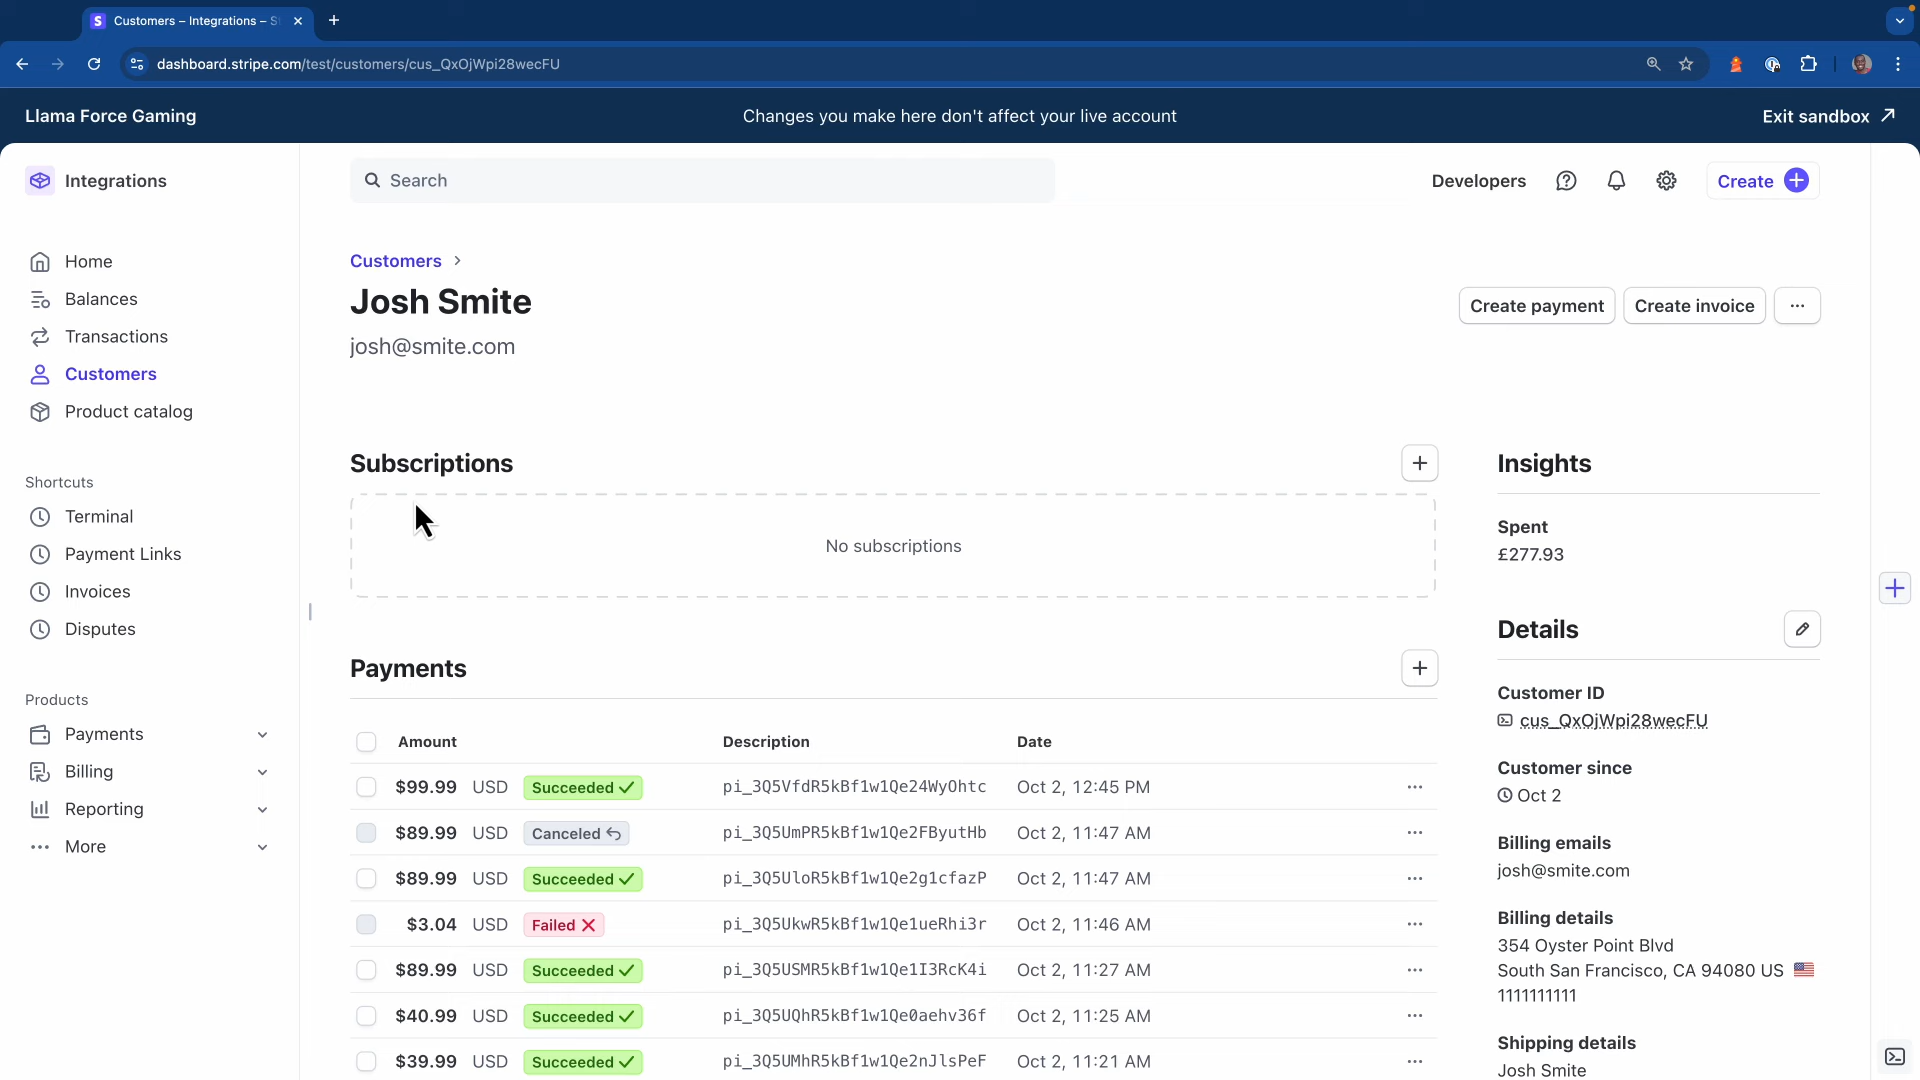 Customers – Integrations – S
dashboard.stripe.com/test/customers/cus_QxOjWpi28wecFU
Llama Force Gaming
Changes you make here don't affect your live account
Exit sandbox
Integrations
Search
Developers
Create
Home
Balances
Transactions
Customers
Product catalog
Shortcuts
Terminal
Payment Links
Invoices
Disputes
Products
Payments
Billing
Reporting
More
Customers
Josh Smite
josh@smite.com
Create payment
Create invoice
Subscriptions
No subscriptions
Payments
Amount Description Date
$99.99 USD Succeeded pi_3Q5VfdR5kBf1w1Qe24WyOhtc Oct 2, 12:45 PM
$89.99 USD Canceled pi_3Q5UmPR5kBf1w1Qe2FByutHb Oct 2, 11:47 AM
$89.99 USD Succeeded pi_3Q5UloR5kBf1w1Qe2g1cfazP Oct 2, 11:47 AM
$3.04 USD Failed pi_3Q5UkwR5kBf1w1Qe1ueRhi3r Oct 2, 11:46 AM
$89.99 USD Succeeded pi_3Q5USMR5kBf1w1Qe1I3RcK4i Oct 2, 11:27 AM
$40.99 USD Succeeded pi_3Q5UQhR5kBf1w1Qe0aehv36f Oct 2, 11:25 AM
$39.99 USD Succeeded pi_3Q5UMhR5kBf1w1Qe2nJlsPeF Oct 2, 11:21 AM
Insights
Spent
£277.93
Details
Customer ID
cus_QxOjWpi28wecFU
Customer since
Oct 2
Billing emails
josh@smite.com
Billing details
354 Oyster Point Blvd
South San Francisco, CA 94080 US
1111111111
Shipping details
Josh Smite